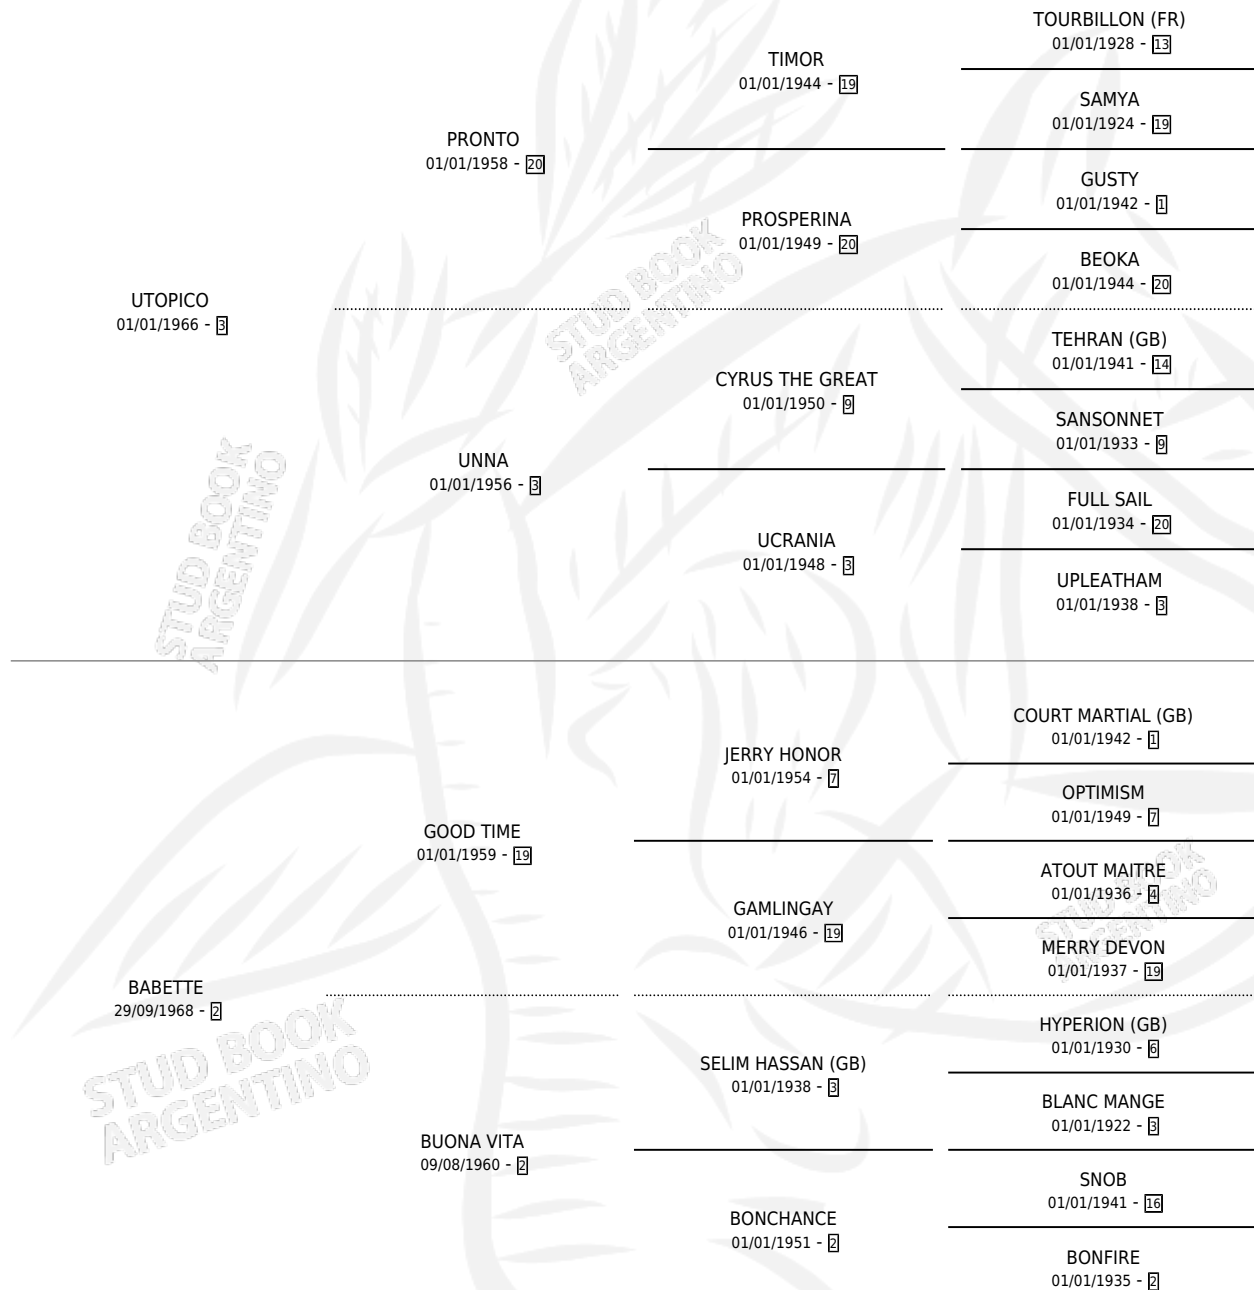 TOURBILLON (FR)
01/01/1928 - 13
TIMOR
01/01/1944 - 19
SAMYA
01/01/1924 - 19
PRONTO
01/01/1958 - 20
GUSTY
01/01/1942 - 1
PROSPERINA
01/01/1949 - 20
BEOKA
01/01/1944 - 20
STUD BOOK
ARGENTINO
UTOPICO
01/01/1966 - 3
TEHRAN (GB)
01/01/1941 - 14
CYRUS THE GREAT
01/01/1950 - 9
SANSONNET
01/01/1933 - 9
UNNA
01/01/1956 - 3
FULL SAIL
01/01/1934 - 20
UCRANIA
01/01/1948 - 3
UPLEATHAM
01/01/1938 - 3
STUD BOOK
ARGENTINO
COURT MARTIAL (GB)
01/01/1942 - 1
JERRY HONOR
01/01/1954 - 7
OPTIMISM
01/01/1949 - 7
GOOD TIME
01/01/1959 - 19
ATOUT MAITRE
01/01/1936 - 4
GAMLINGAY
01/01/1946 - 19
MERRY DEVON
01/01/1937 - 19
STUD BOOK
ARGENTINO
BABETTE
29/09/1968 - 2
HYPERION (GB)
01/01/1930 - 6
SELIM HASSAN (GB)
01/01/1938 - 3
BLANC MANGE
01/01/1922 - 3
STUD BOOK
ARGENTINO
BUONA VITA
09/08/1960 - 2
SNOB
01/01/1941 - 16
BONCHANCE
01/01/1951 - 2
BONFIRE
01/01/1935 - 2